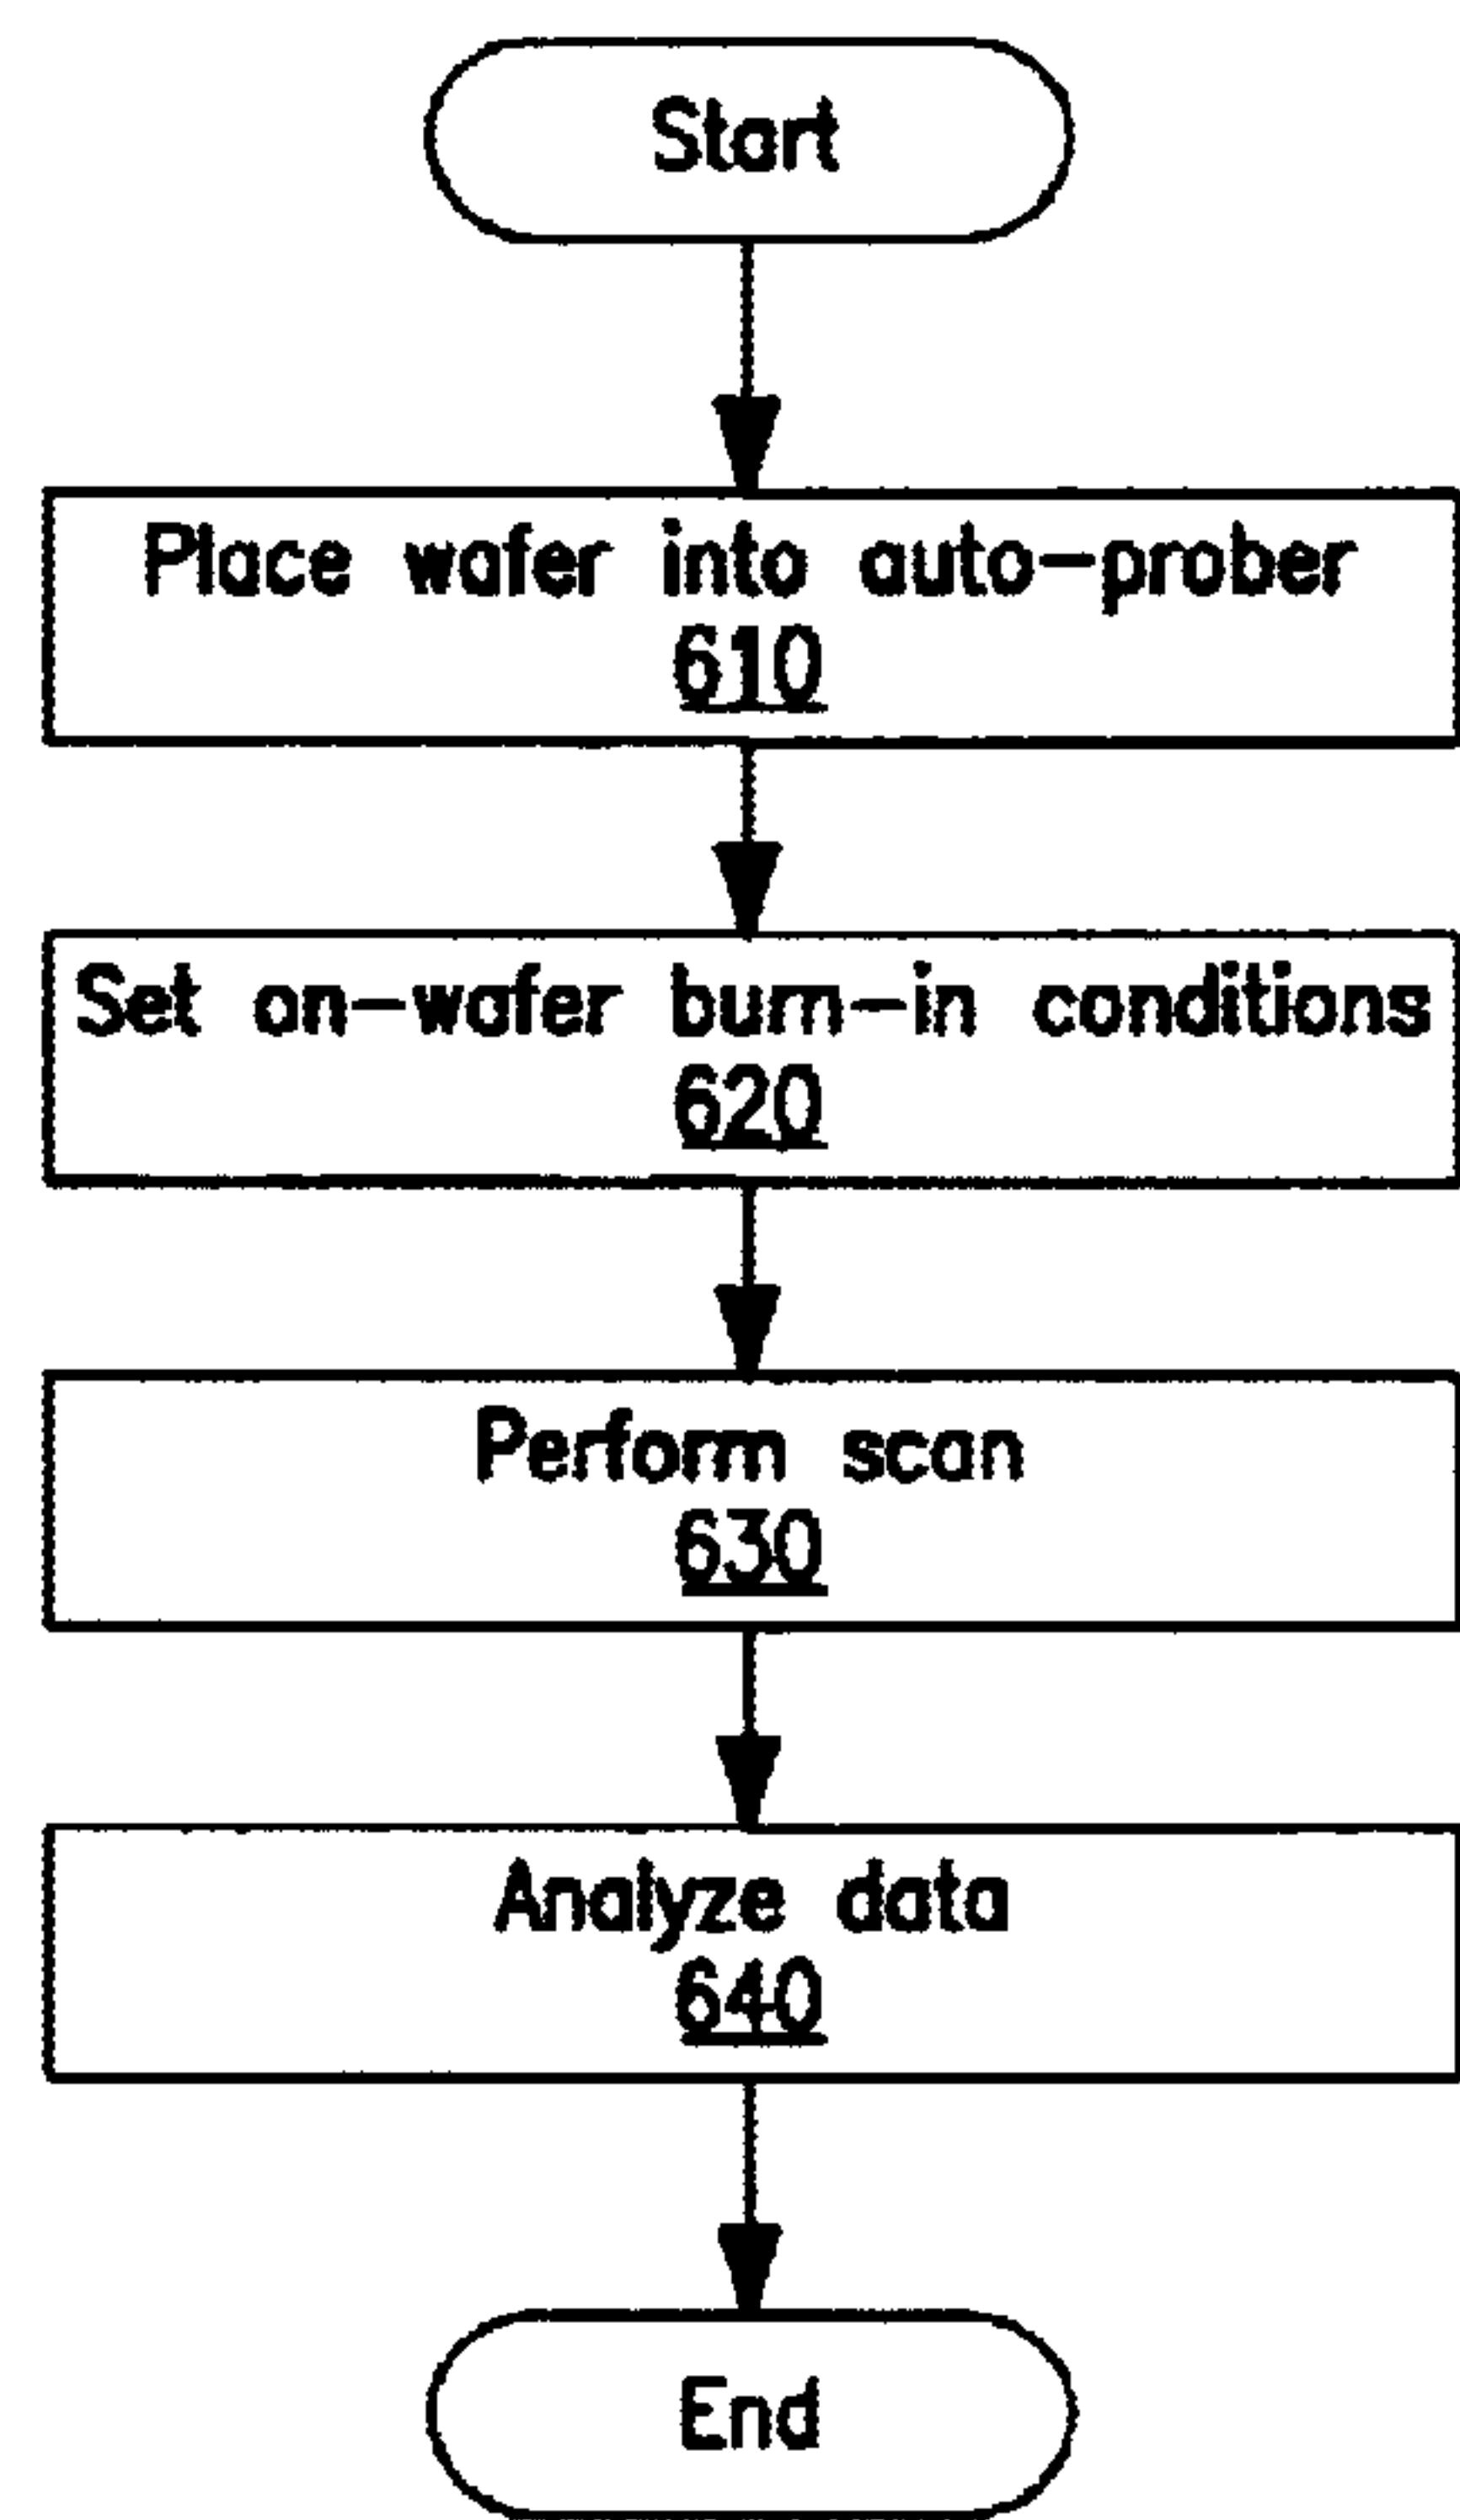 Start
Place wafer into auto-prober
610
Set on-wafer burn-in conditions
620
Perform scan
630
Analyze data
640
End